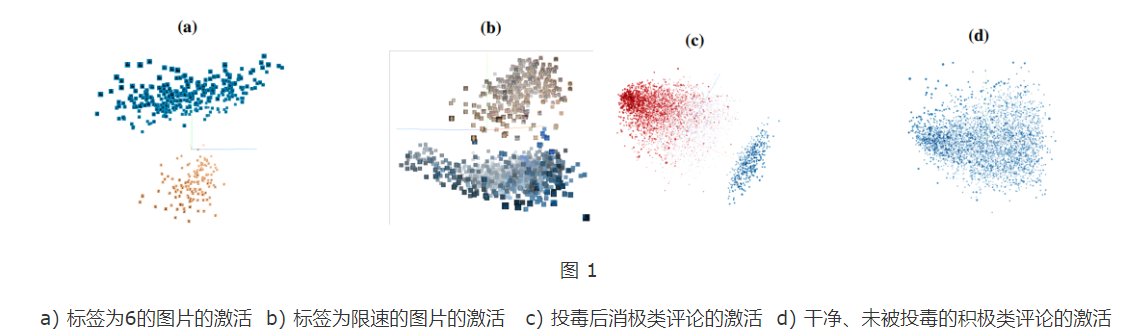 (a) (b) (c) (d)
图 1
a) 标签为6的图片的激活 b) 标签为限速的图片的激活 c) 投毒后消极类评论的激活 d) 干净、未被投毒的积极类评论的激活